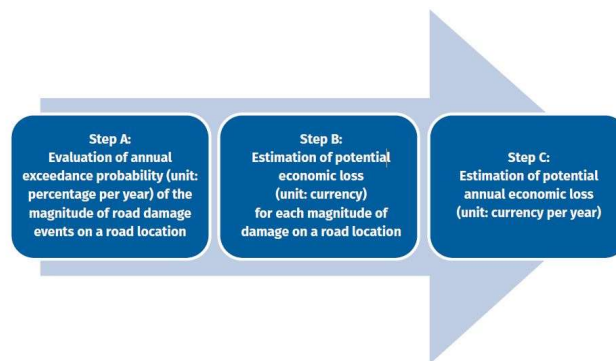 Step A:
Evaluation of annual
exceedance probability (unit:
percentage per year) of the
magnitude of road damage
events on a road location
Step B:
Estimation of potential
economic loss
(unit: currency)
for each magnitude of
damage on a road location
Step C:
Estimation of potential
annual economic loss
(unit: currency per year)